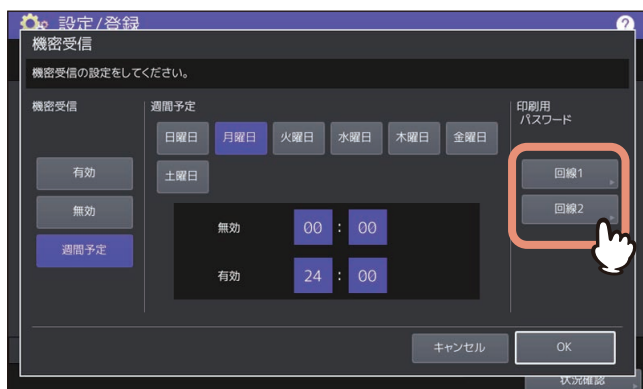 設定/登録
?
機密受信
機密受信の設定をしてください。
機密受信
有効
無効
週間予定
週間予定
日曜日 月曜日 火曜日 水曜日 木曜日 金曜日
土曜日
無効 00 : 00
有効 24 : 00
印刷用
パスワード
回線1
回線2
キャンセル OK
状況確認